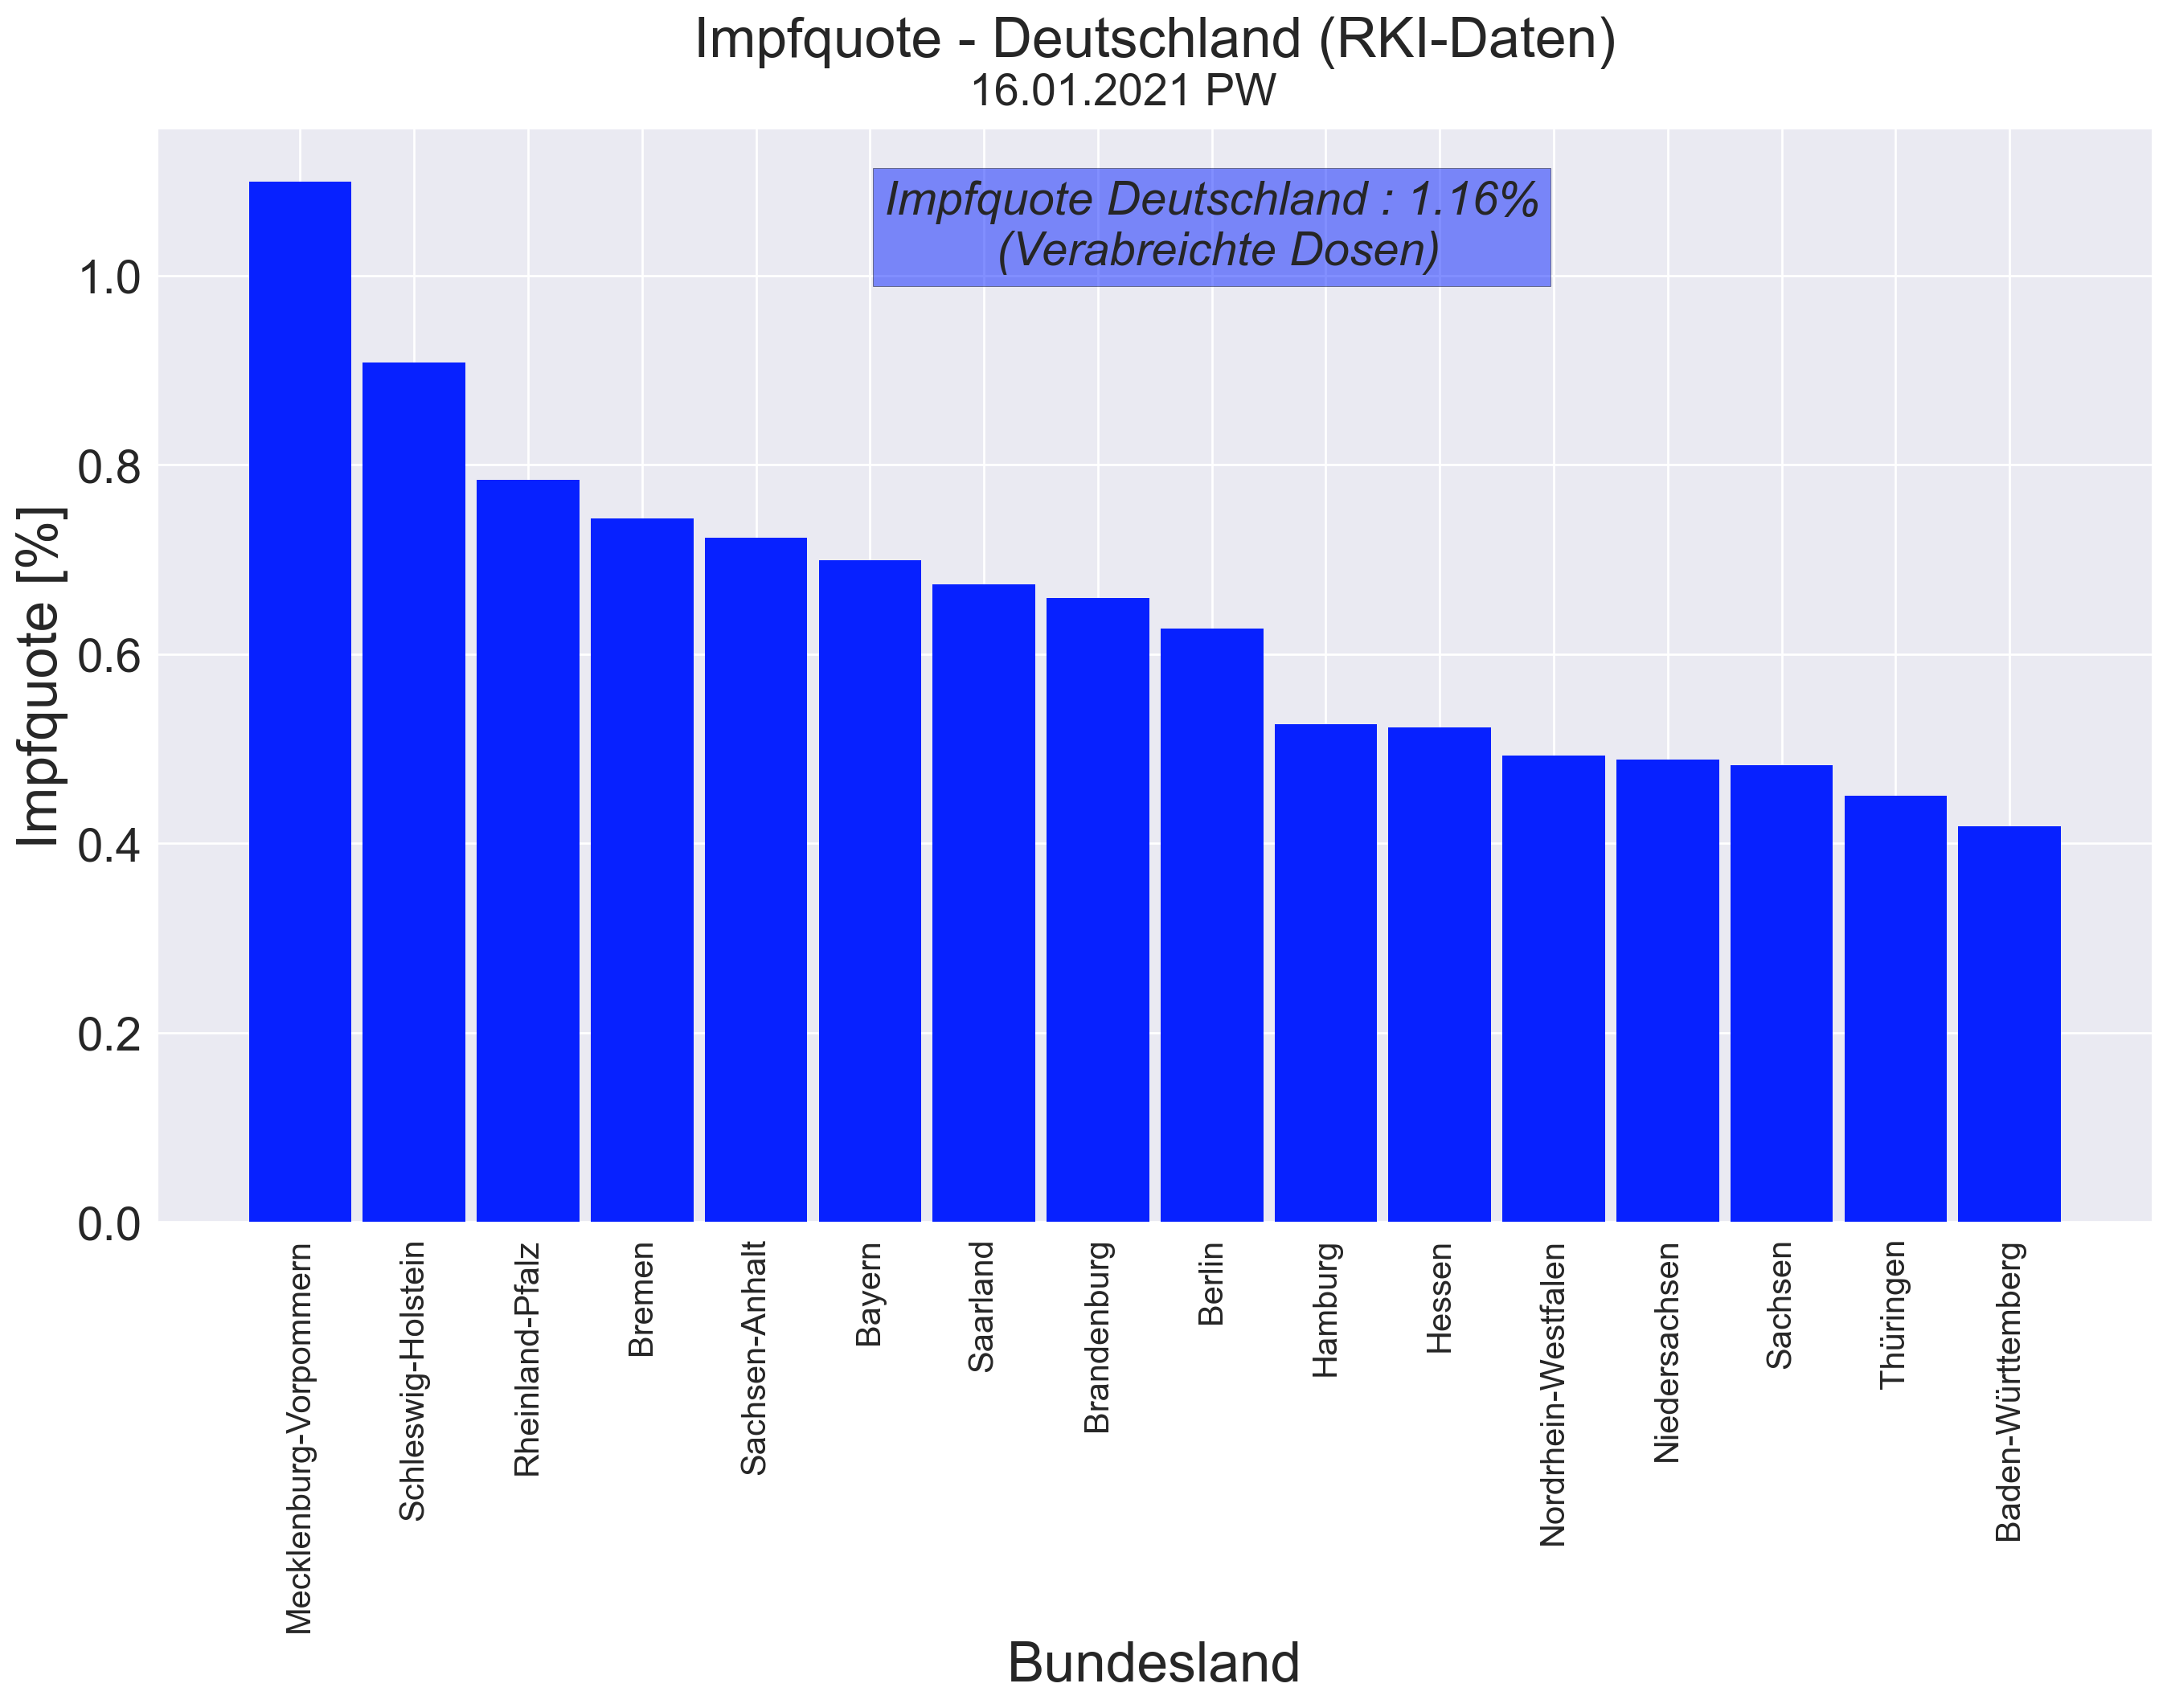 Impfquote - Deutschland (RKI-Daten)
16.01.2021 PW
Impfquote Deutschland : 1.16%
(Verabreichte Dosen)
Impfquote [%]
1.0
0.8
0.6
0.4
0.2
0.0
Mecklenburg-Vorpommern
Schleswig-Holstein
Rheinland-Pfalz
Bremen
Sachsen-Anhalt
Bayern
Saarland
Brandenburg
Berlin
Hamburg
Hessen
Nordrhein-Westfalen
Niedersachsen
Sachsen
Thüringen
Baden-Württemberg
Bundesland